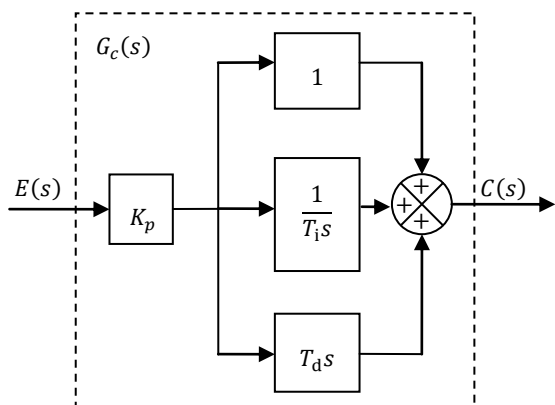 G_c(s)
1
E(s)
K_p
1
T_i s
+
+
+
C(s)
T_d s